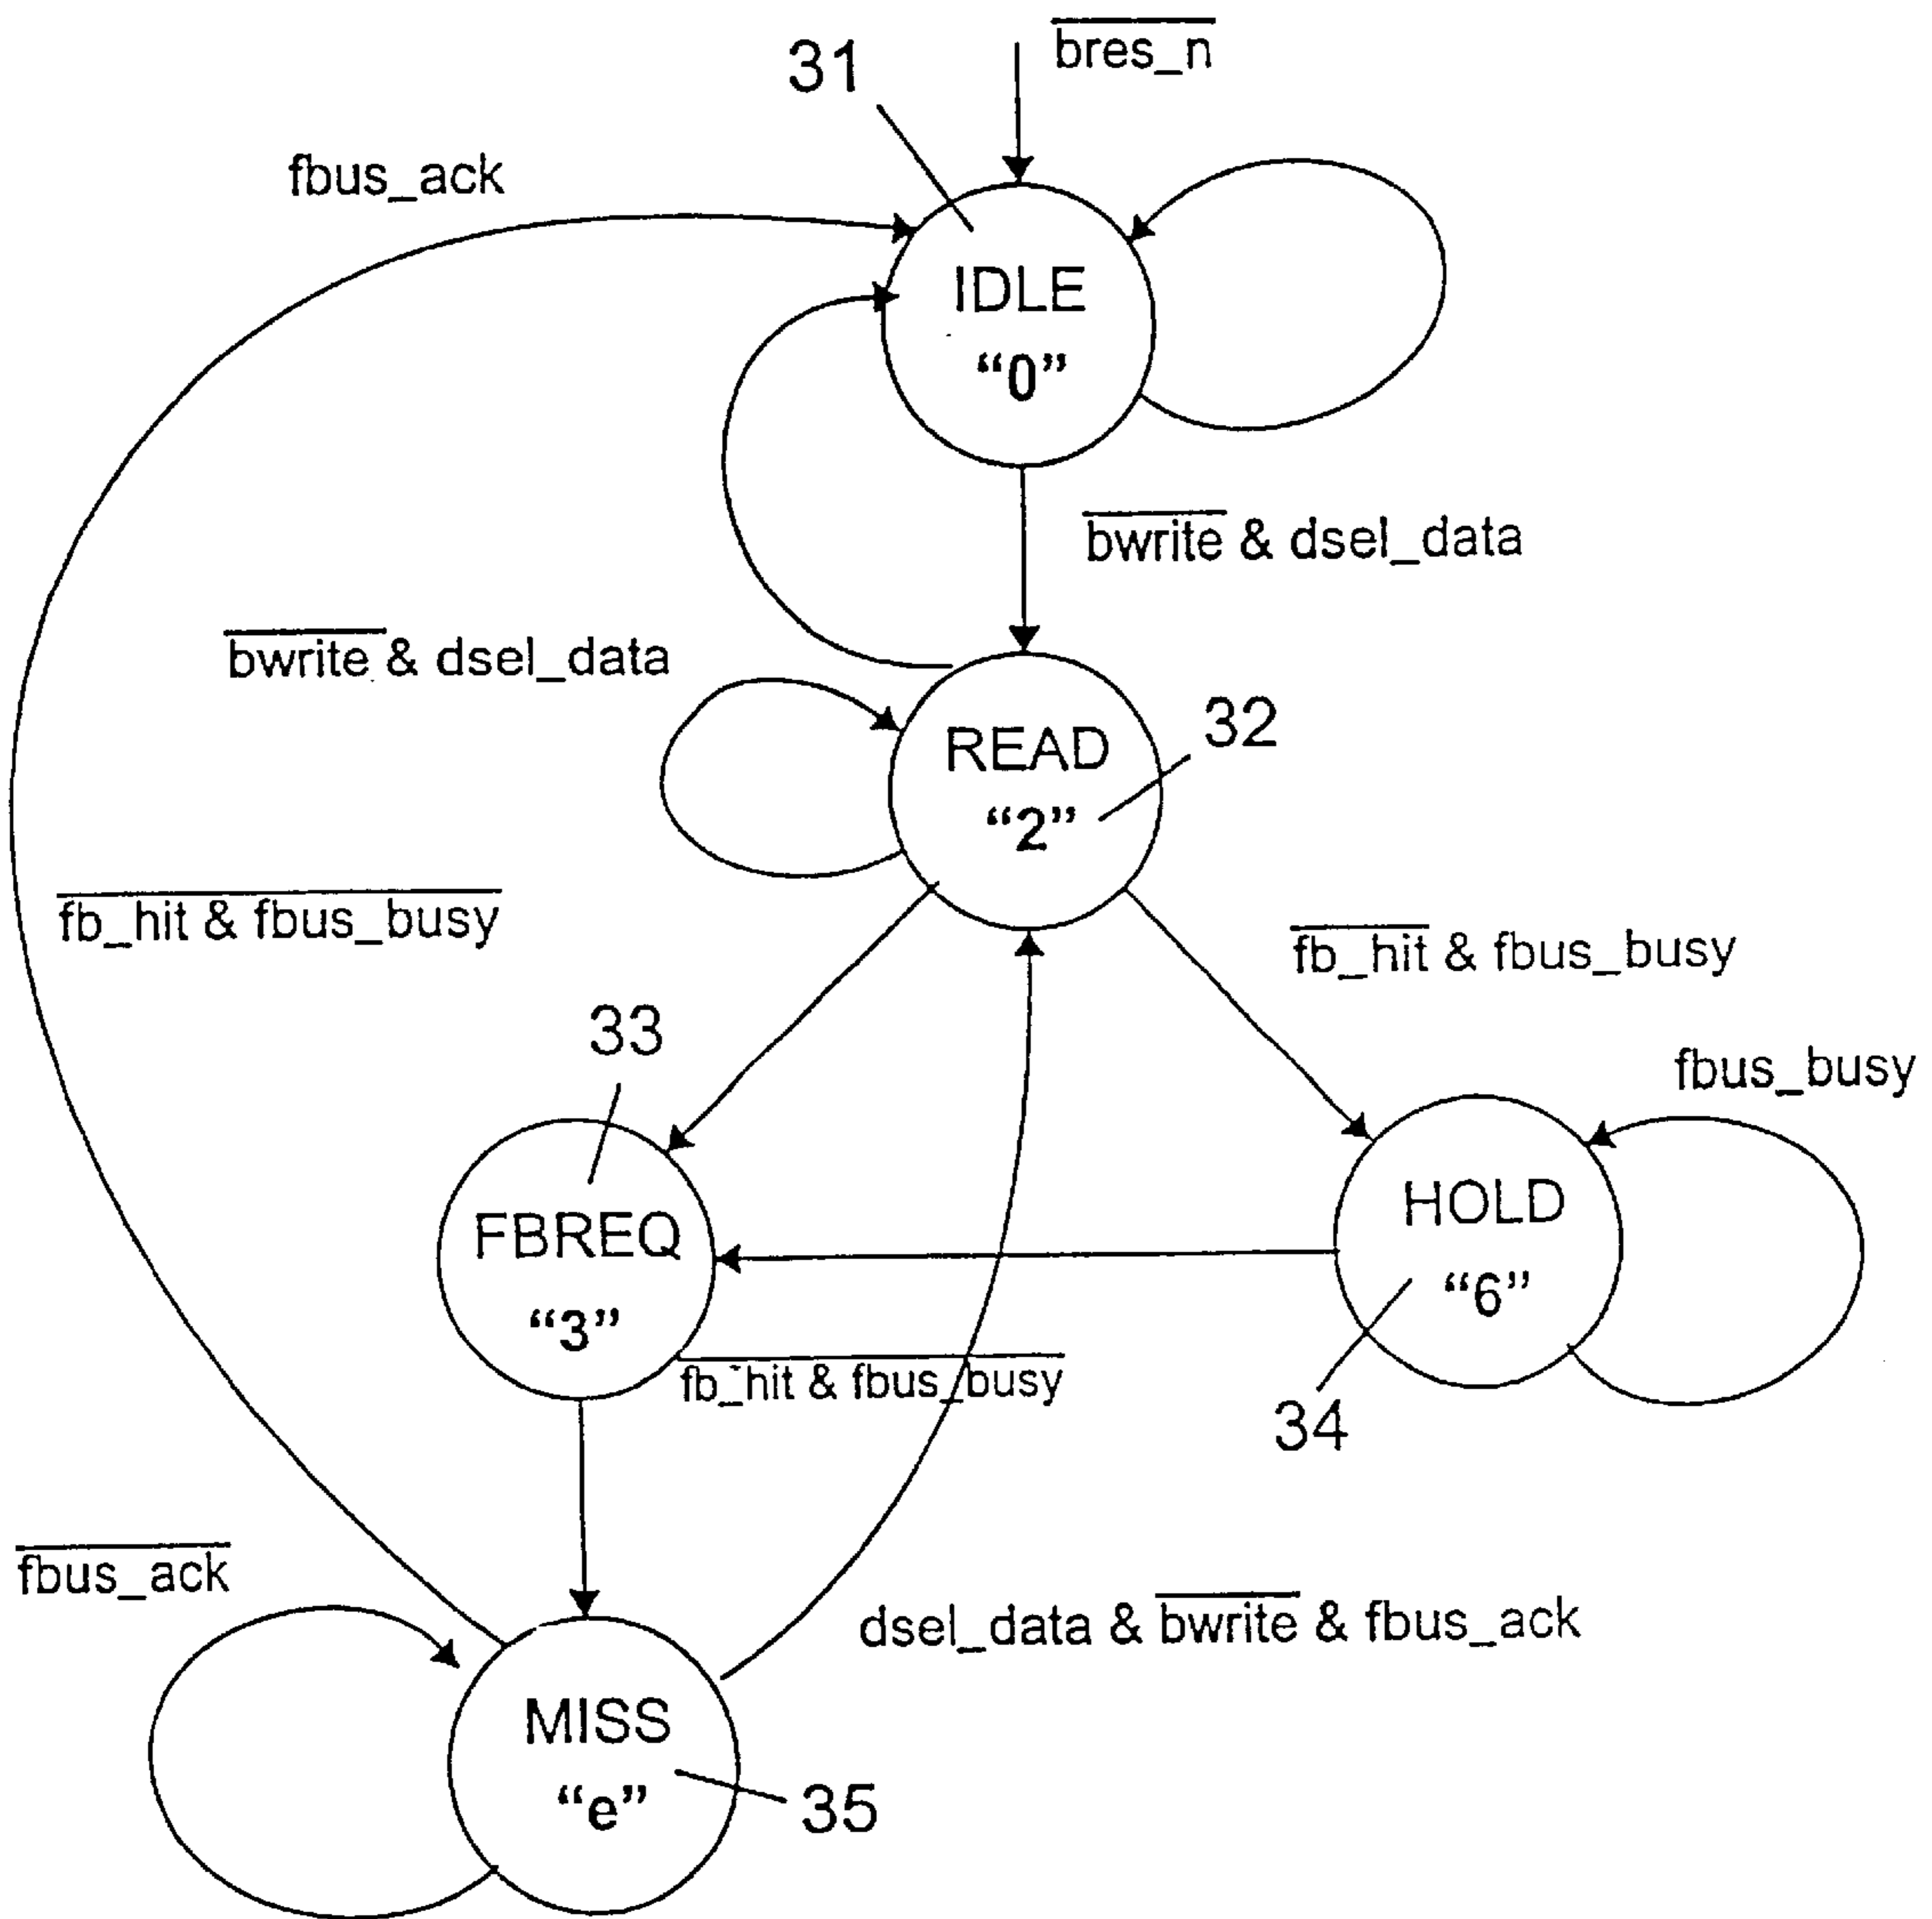 bres_n
31
fbus_ack
IDLE
“0”
bwrite & dsel_data
bwrite & dsel_data
32
READ
“2”
fb_hit & fbus_busy
fb_hit & fbus_busy
33
fbus_busy
HOLD
“6”
FBREQ
“3”
fb_hit & fbus_busy
34
fbus_ack
dsel_data & bwrite & fbus_ack
MISS
“e”
35